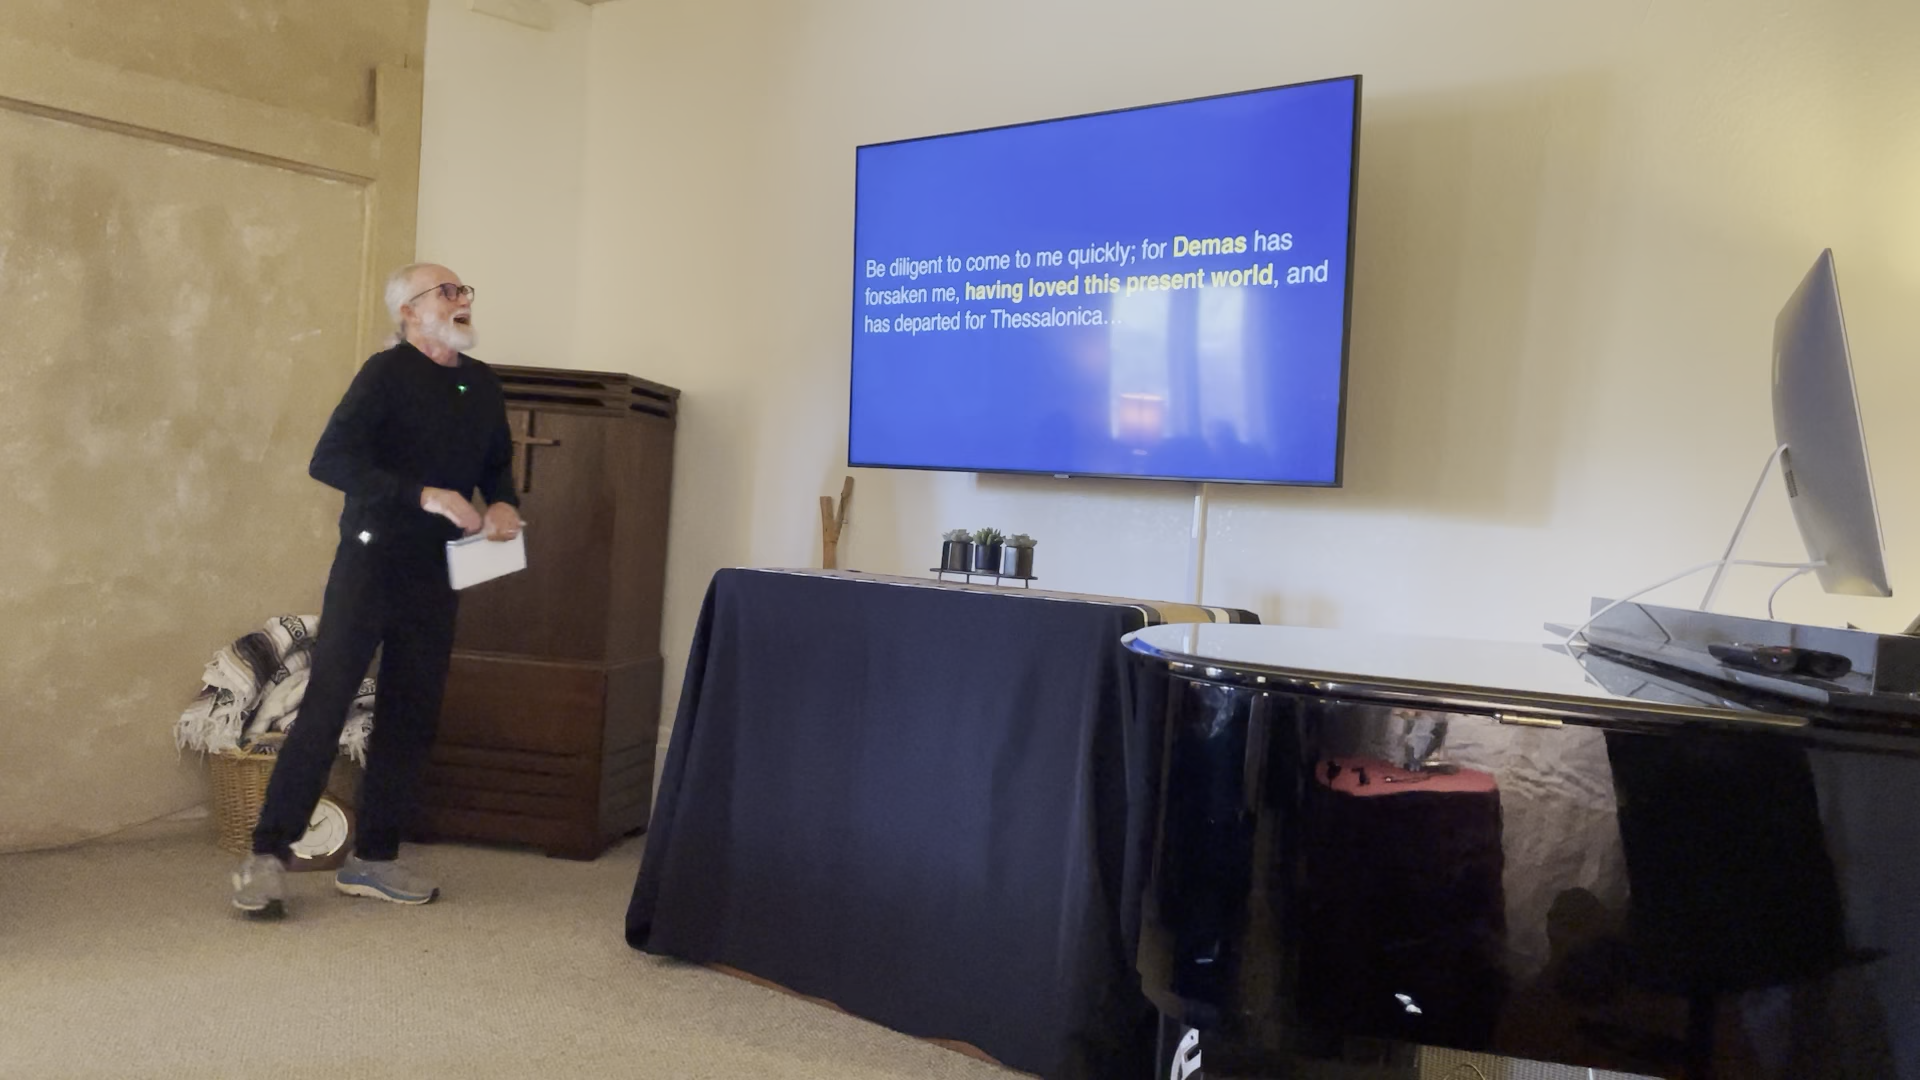 Be diligent to come to me quickly; for Demas has
forsaken me, having loved this present world, and
has departed for Thessalonica…